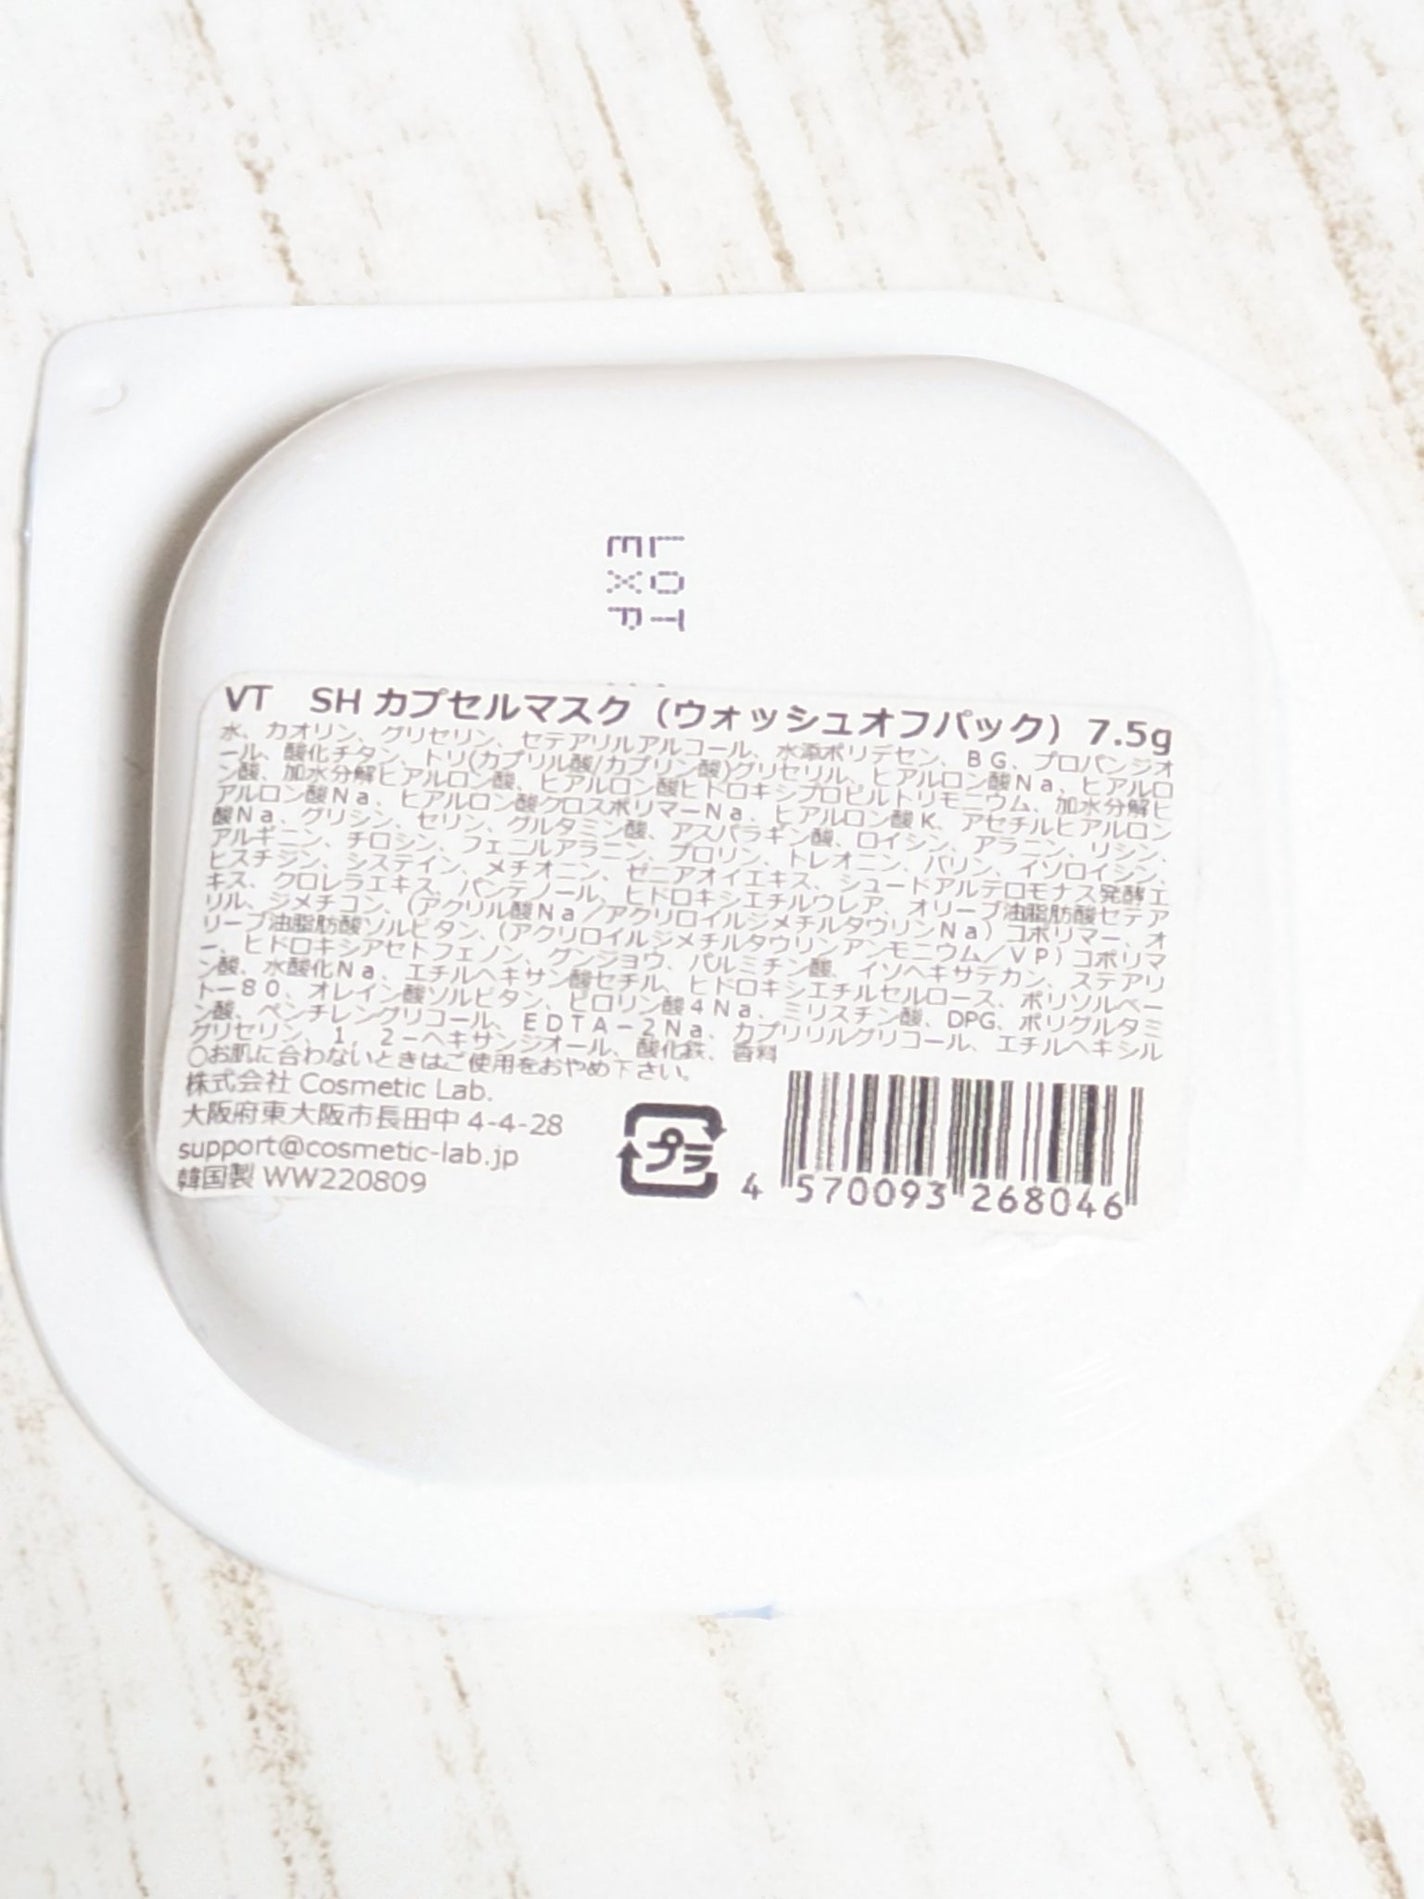 LOT
EXP
VT SH カプセルマスク（ウォッシュオフパック）7.5g
水、カオリン、グリセリン、セテアリルアルコール、水添ポリデセン、ＢＧ、プロパンジオ
ール、酸化チタン、トリ(カプリル酸/カプリン酸)グリセリル、ヒアルロン酸Ｎａ、ヒアルロ
ン酸、加水分解ヒアルロン酸、ヒアルロン酸ヒドロキシプロピルトリモニウム、加水分解ヒ
アルロン酸Ｎａ、ヒアルロン酸クロスポリマーＮａ、ヒアルロン酸Ｋ、アセチルヒアルロン
酸Ｎａ、グリシン、セリン、グルタミン酸、アスパラギン酸、ロイシン、アラニン、リシン、
アルギニン、チロシン、フェニルアラニン、プロリン、トレオニン、バリン、イソロイシン、
ヒスチジン、システイン、メチオニン、ゼニアオイエキス、シュードアルテロモナス発酵エ
キス、クロレラエキス、パンテノール、ヒドロキシエチルウレア、オリーブ油脂肪酸セテア
リル、ジメチコン、（アクリル酸Ｎａ／アクリロイルジメチルタウリンＮａ）コポリマー、オ
リーブ油脂肪酸ソルビタン、（アクリロイルジメチルタウリンアンモニウム／ＶＰ）コポリマ
ー、ヒドロキシアセトフェノン、グンジョウ、パルミチン酸、イソヘキサデカン、ステアリ
ン酸、水酸化Ｎａ、エチルヘキサン酸セチル、ヒドロキシエチルセルロース、ポリソルベー
ト－８０、オレイン酸ソルビタン、ピロリン酸４Ｎａ、ミリスチン酸、DPG、ポリグルタミ
ン酸、ペンチレングリコール、ＥＤＴＡ－２Ｎａ、カプリリルグリコール、エチルヘキシル
グリセリン、１，２－ヘキサンジオール、酸化鉄、香料
○お肌に合わないときはご使用をおやめ下さい。
株式会社 Cosmetic Lab.
大阪府東大阪市長田中 4-4-28
support@cosmetic-lab.jp
韓国製 WW220809
プラ
4 570093 268046